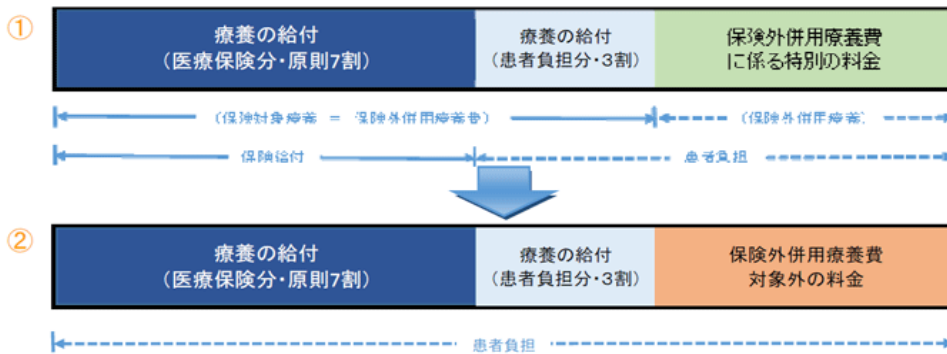 ①
療養の給付
(医療保険分・原則7割)
療養の給付
(患者負担分・3割)
保険外併用療養費
に係る特別の料金
(保険対象療養 = 保険外併用療養費)
(保険外併用療養)
保険給付
患者負担
②
療養の給付
(医療保険分・原則7割)
療養の給付
(患者負担分・3割)
保険外併用療養費
対象外の料金
患者負担